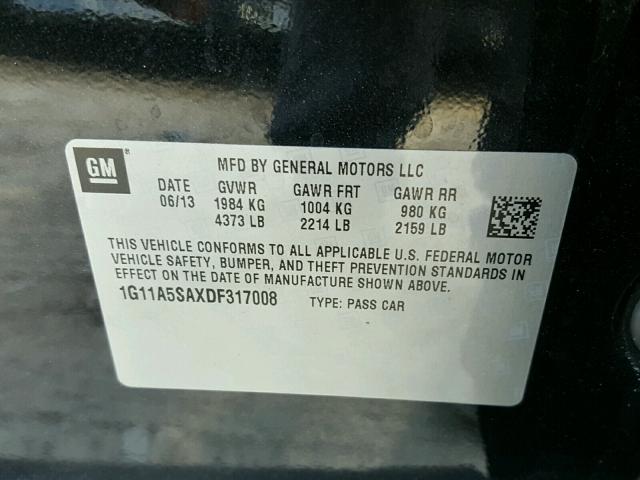 GM
MFD BY GENERAL MOTORS LLC
DATE GVWR GAWR FRT GAWR RR
06/13 1984 KG 1004 KG 980 KG
4373 LB 2214 LB 2159 LB
THIS VEHICLE CONFORMS TO ALL APPLICABLE U.S. FEDERAL MOTOR
VEHICLE SAFETY, BUMPER, AND THEFT PREVENTION STANDARDS IN
EFFECT ON THE DATE OF MANUFACTURE SHOWN ABOVE.
1G11A5SAXDF317008 TYPE: PASS CAR